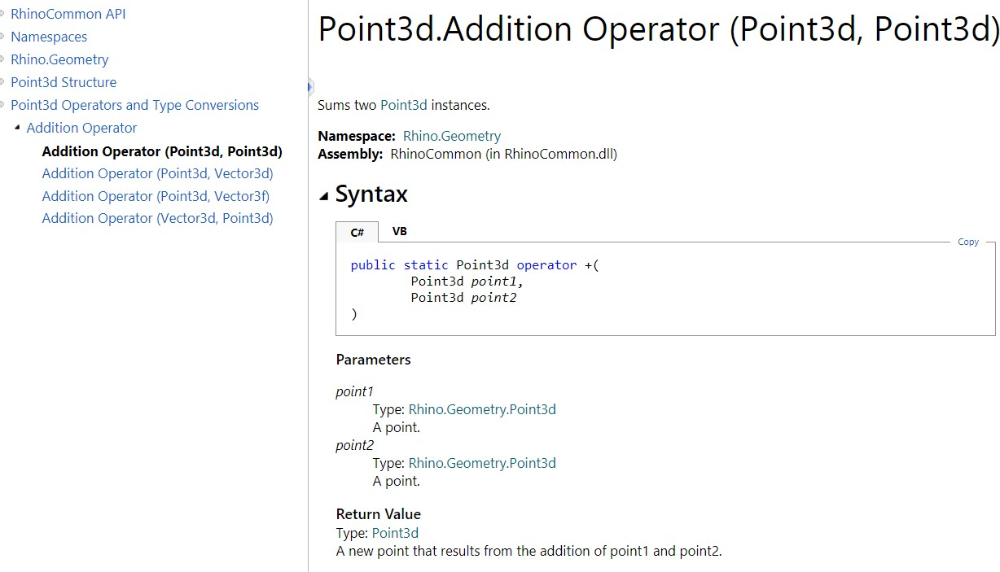 RhinoCommon API
Namespaces
Rhino.Geometry
Point3d Structure
Point3d Operators and Type Conversions
Addition Operator
Addition Operator (Point3d, Point3d)
Addition Operator (Point3d, Vector3d)
Addition Operator (Point3d, Vector3f)
Addition Operator (Vector3d, Point3d)
Point3d.Addition Operator (Point3d, Point3d)
Sums two Point3d instances.
Namespace: Rhino.Geometry
Assembly: RhinoCommon (in RhinoCommon.dll)
Syntax
C# VB
Copy
public static Point3d operator +(
Point3d point1,
Point3d point2
)
Parameters
point1
Type: Rhino.Geometry.Point3d
A point.
point2
Type: Rhino.Geometry.Point3d
A point.
Return Value
Type: Point3d
A new point that results from the addition of point1 and point2.